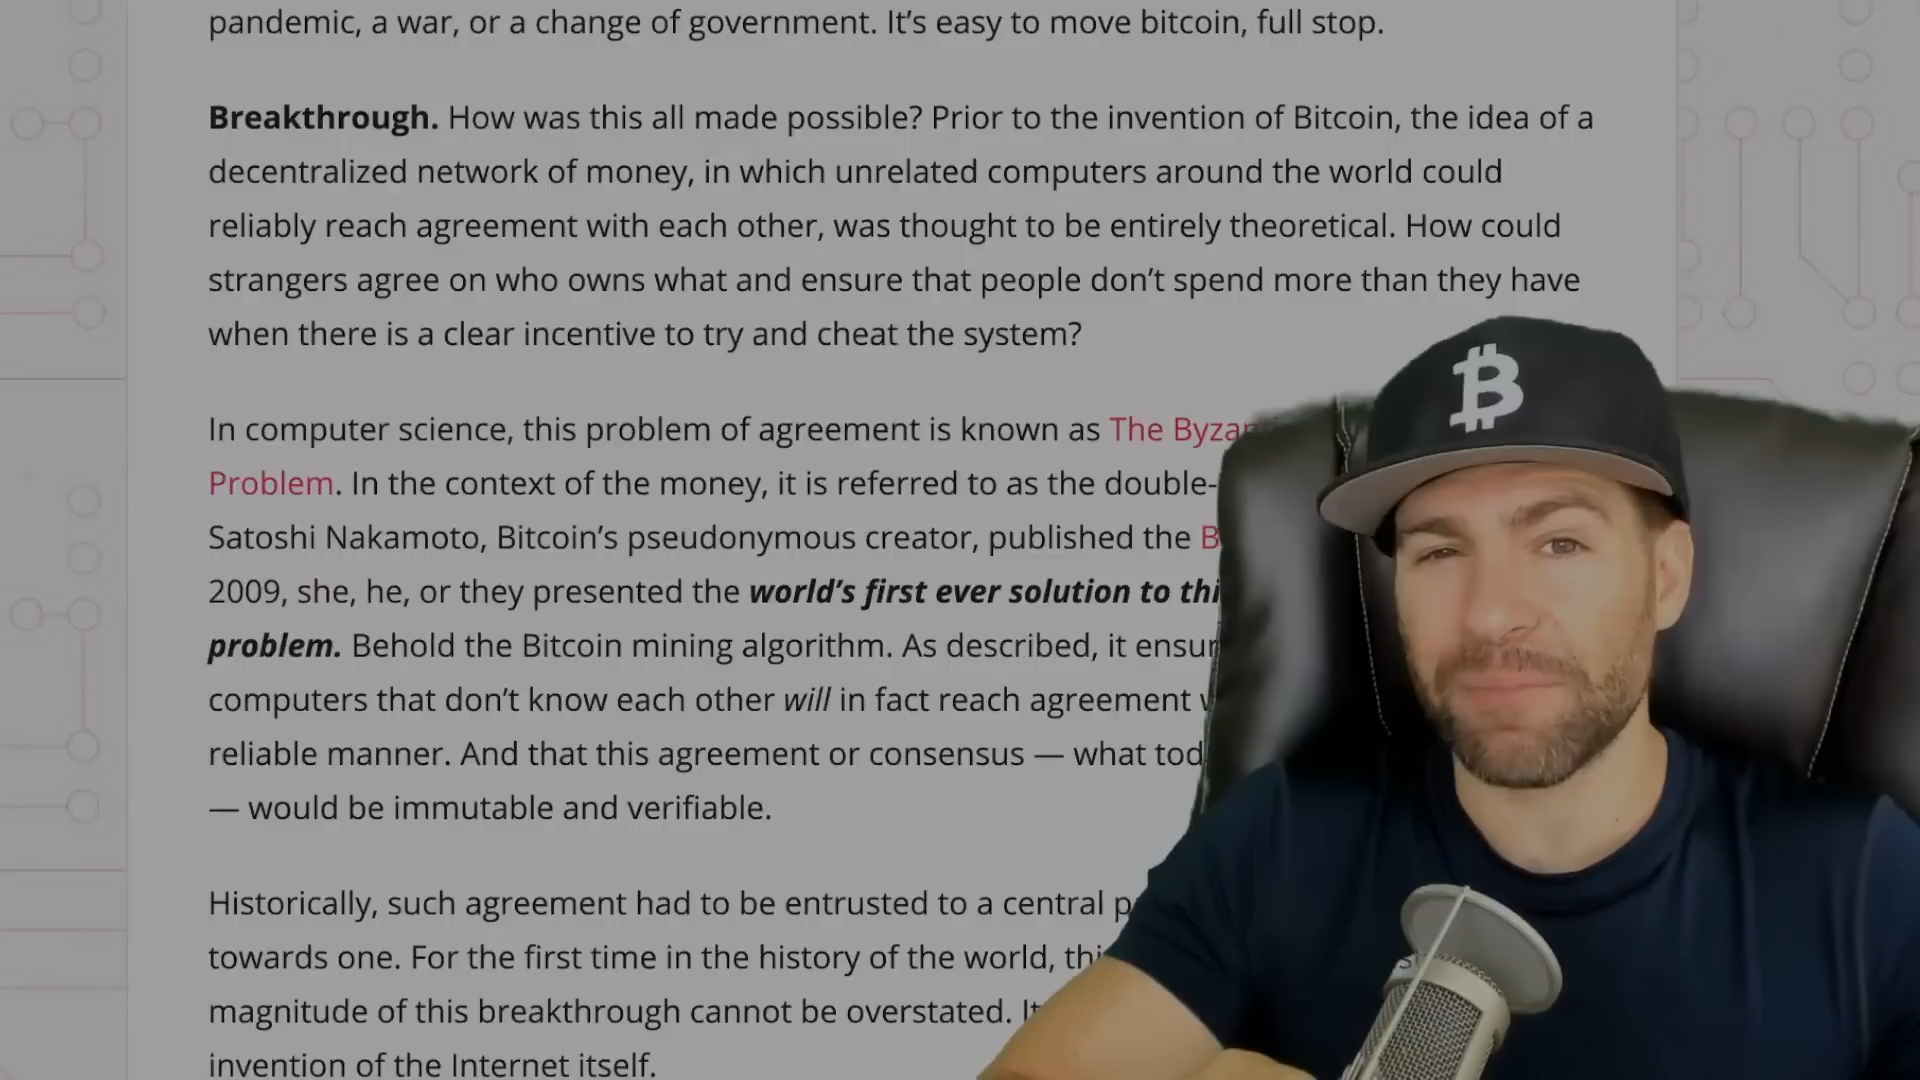 pandemic, a war, or a change of government. It’s easy to move bitcoin, full stop.
Breakthrough. How was this all made possible? Prior to the invention of Bitcoin, the idea of a
decentralized network of money, in which unrelated computers around the world could
reliably reach agreement with each other, was thought to be entirely theoretical. How could
strangers agree on who owns what and ensure that people don’t spend more than they have
when there is a clear incentive to try and cheat the system?
In computer science, this problem of agreement is known as The
Problem. In the context of the money, it is referred to as the double-
Satoshi Nakamoto, Bitcoin’s pseudonymous creator, published the
2009, she, he, or they presented the world’s first ever solution to
problem. Behold the Bitcoin mining algorithm. As described, it
computers that don’t know each other will in fact reach agreement
reliable manner. And that this agreement or consensus — what
— would be immutable and verifiable.
Historically, such agreement had to be entrusted to a central
towards one. For the first time in the history of the world,
magnitude of this breakthrough cannot be overstated.
invention of the Internet itself.